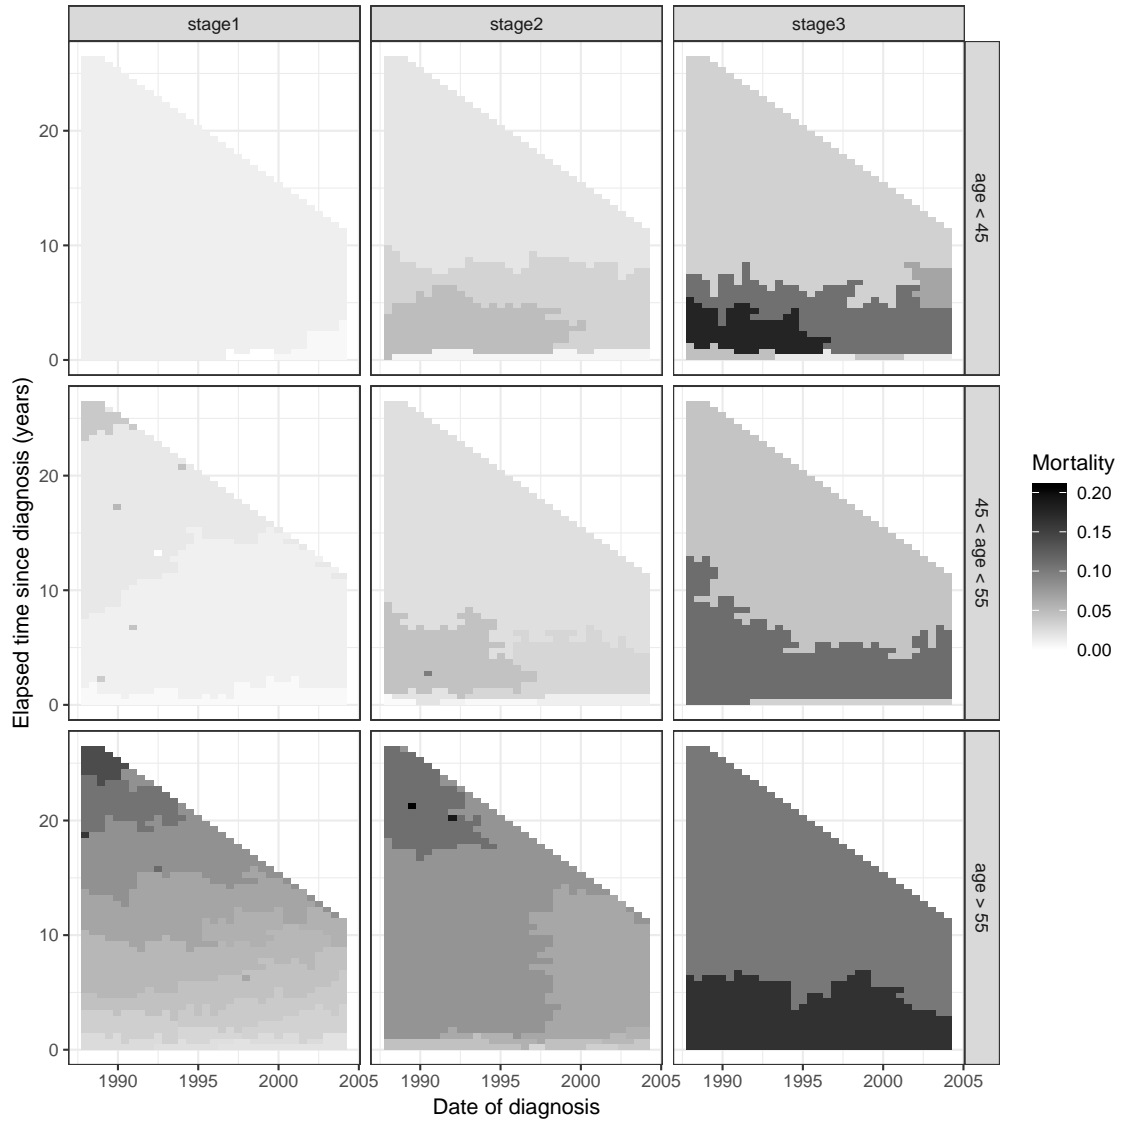 stage1 stage2 stage3
20
10
0
age < 45
20
10
0
45 < age < 55
20
10
0
age > 55
1990 1995 2000 2005 1990 1995 2000 2005 1990 1995 2000 2005
Date of diagnosis
Elapsed time since diagnosis (years)
Mortality
0.20
0.15
0.10
0.05
0.00